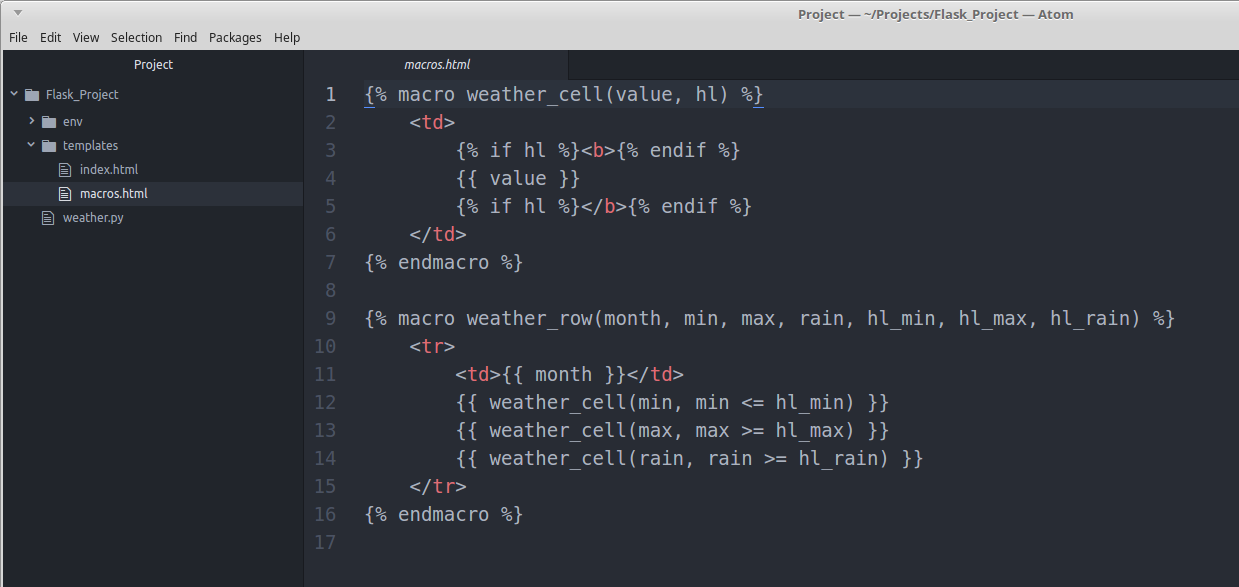 Project — ~/Projects/Flask_Project — Atom
File Edit View Selection Find Packages Help
Project
Flask_Project
env
templates
index.html
macros.html
weather.py
macros.html
1 {% macro weather_cell(value, hl) %}
2     <td>
3         {% if hl %}<b>{% endif %}
4         {{ value }}
5         {% if hl %}</b>{% endif %}
6     </td>
7 {% endmacro %}
8
9 {% macro weather_row(month, min, max, rain, hl_min, hl_max, hl_rain) %}
10     <tr>
11         <td>{{ month }}</td>
12         {{ weather_cell(min, min <= hl_min) }}
13         {{ weather_cell(max, max >= hl_max) }}
14         {{ weather_cell(rain, rain >= hl_rain) }}
15     </tr>
16 {% endmacro %}
17